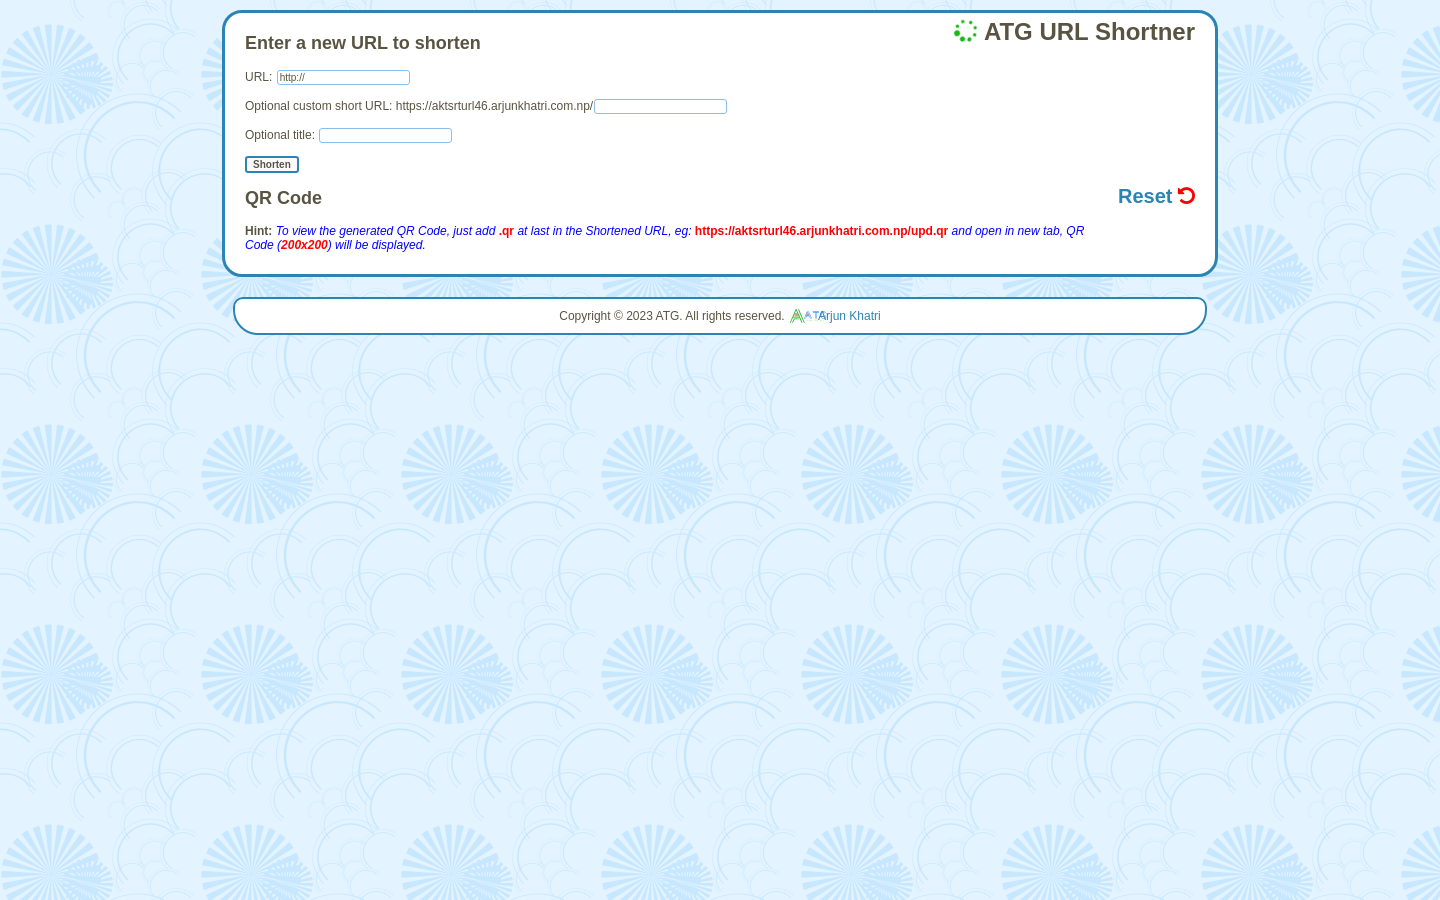 ATG URL Shortner
Enter a new URL to shorten
URL: http://
Optional custom short URL: https://aktsrturl46.arjunkhatri.com.np/
Optional title:
Shorten
QR Code
Reset
Hint: To view the generated QR Code, just add .qr at last in the Shortened URL, eg: https://aktsrturl46.arjunkhatri.com.np/upd.qr and open in new tab, QR
Code (200x200) will be displayed.
Copyright © 2023 ATG. All rights reserved. ATG Arjun Khatri